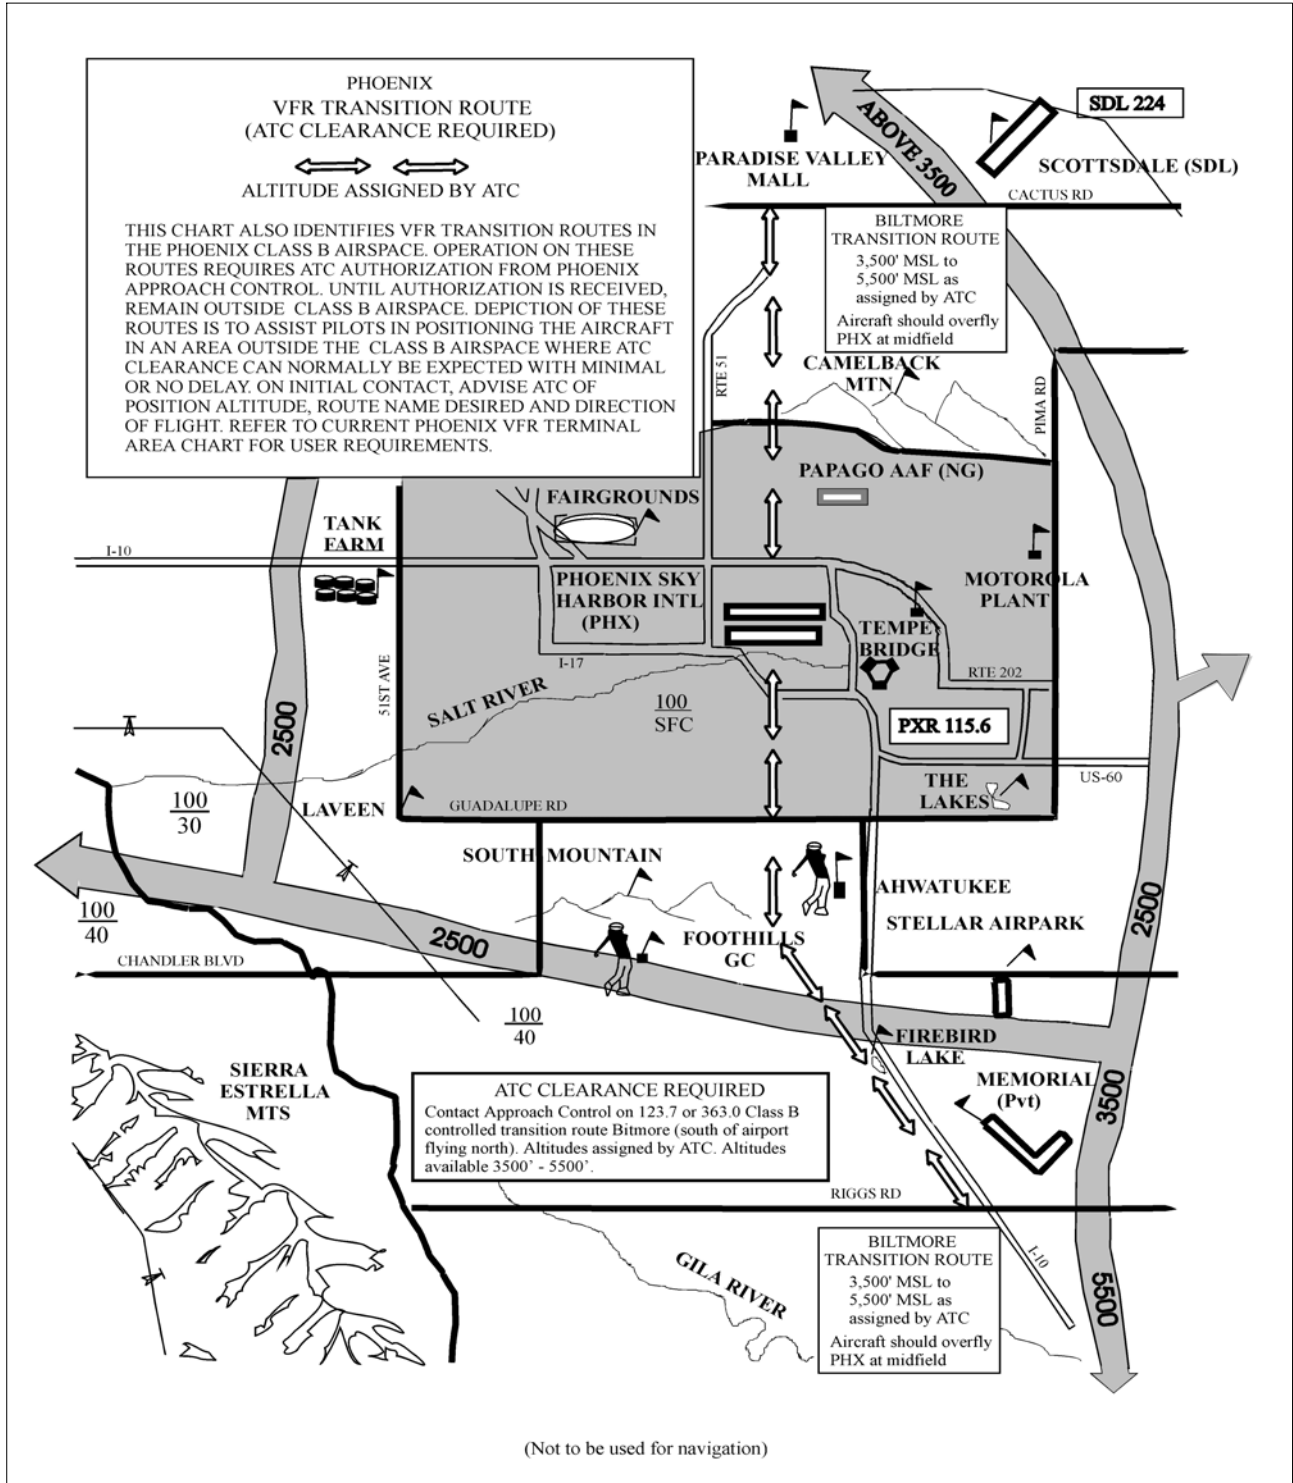 PHOENIX
VFR TRANSITION ROUTE
(ATC CLEARANCE REQUIRED)
ALTITUDE ASSIGNED BY ATC
THIS CHART ALSO IDENTIFIES VFR TRANSITION ROUTES IN
THE PHOENIX CLASS B AIRSPACE. OPERATION ON THESE
ROUTES REQUIRES ATC AUTHORIZATION FROM PHOENIX
APPROACH CONTROL. UNTIL AUTHORIZATION IS RECEIVED,
REMAIN OUTSIDE CLASS B AIRSPACE. DEPICTION OF THESE
ROUTES IS TO ASSIST PILOTS IN POSITIONING THE AIRCRAFT
IN AN AREA OUTSIDE THE CLASS B AIRSPACE WHERE ATC
CLEARANCE CAN NORMALLY BE EXPECTED WITH MINIMAL
OR NO DELAY. ON INITIAL CONTACT, ADVISE ATC OF
POSITION ALTITUDE, ROUTE NAME DESIRED AND DIRECTION
OF FLIGHT. REFER TO CURRENT PHOENIX VFR TERMINAL
AREA CHART FOR USER REQUIREMENTS.
ABOVE 3500
SDL 224
PARADISE VALLEY
MALL
SCOTTSDALE (SDL)
CACTUS RD
BILTMORE
TRANSITION ROUTE
3,500' MSL to
5,500' MSL as
assigned by ATC
Aircraft should overfly
PHX at midfield
RTE 51
CAMELBACK
MTN
PIMA RD
PAPAGO AAF (NG)
FAIRGROUNDS
TANK
FARM
I-10
PHOENIX SKY
HARBOR INTL
(PHX)
MOTOROLA
PLANT
TEMPE
BRIDGE
I-17
RTE 202
51ST AVE
SALT RIVER
100
SFC
PXR 115.6
2500
US-60
THE
LAKES
100
30
LAVEEN
GUADALUPE RD
SOUTH MOUNTAIN
AHWATUKEE
2500
STELLAR AIRPARK
100
40
2500
FOOTHILLS
GC
CHANDLER BLVD
100
40
FIREBIRD
LAKE
SIERRA
ESTRELLA
MTS
MEMORIAL
(Pvt)
3500
ATC CLEARANCE REQUIRED
Contact Approach Control on 123.7 or 363.0 Class B
controlled transition route Bitmore (south of airport
flying north). Altitudes assigned by ATC. Altitudes
available 3500' - 5500'.
RIGGS RD
GILA RIVER
BILTMORE
TRANSITION ROUTE
3,500' MSL to
5,500' MSL as
assigned by ATC
Aircraft should overfly
PHX at midfield
I-10
5500
(Not to be used for navigation)